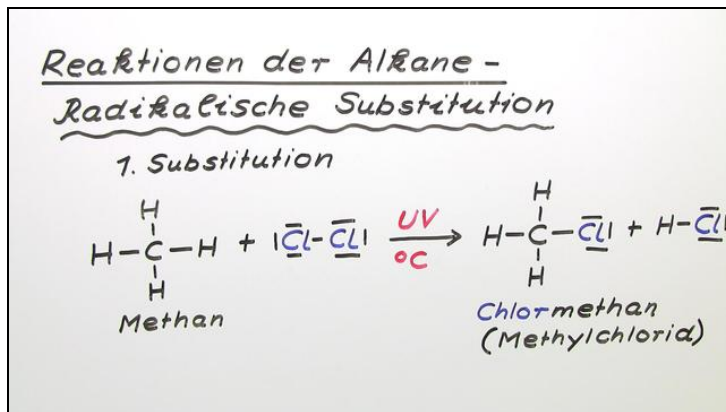 Reaktionen der Alkane -
Radikalische Substitution
1. Substitution
H H
H-C-H + |Cl-Cl| UV °C → H-C-Cl| + H-Cl|
H H
Methan Chlormethan
(Methylchlorid)